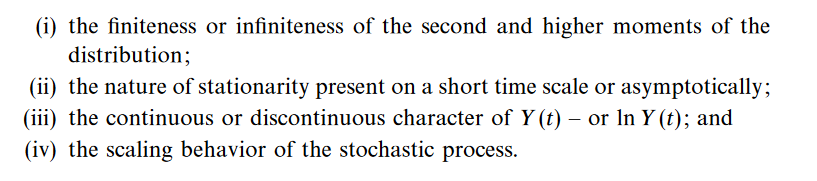 (i) the finiteness or infiniteness of the second and higher moments of the
distribution;
(ii) the nature of stationarity present on a short time scale or asymptotically;
(iii) the continuous or discontinuous character of Y(t) – or ln Y(t); and
(iv) the scaling behavior of the stochastic process.